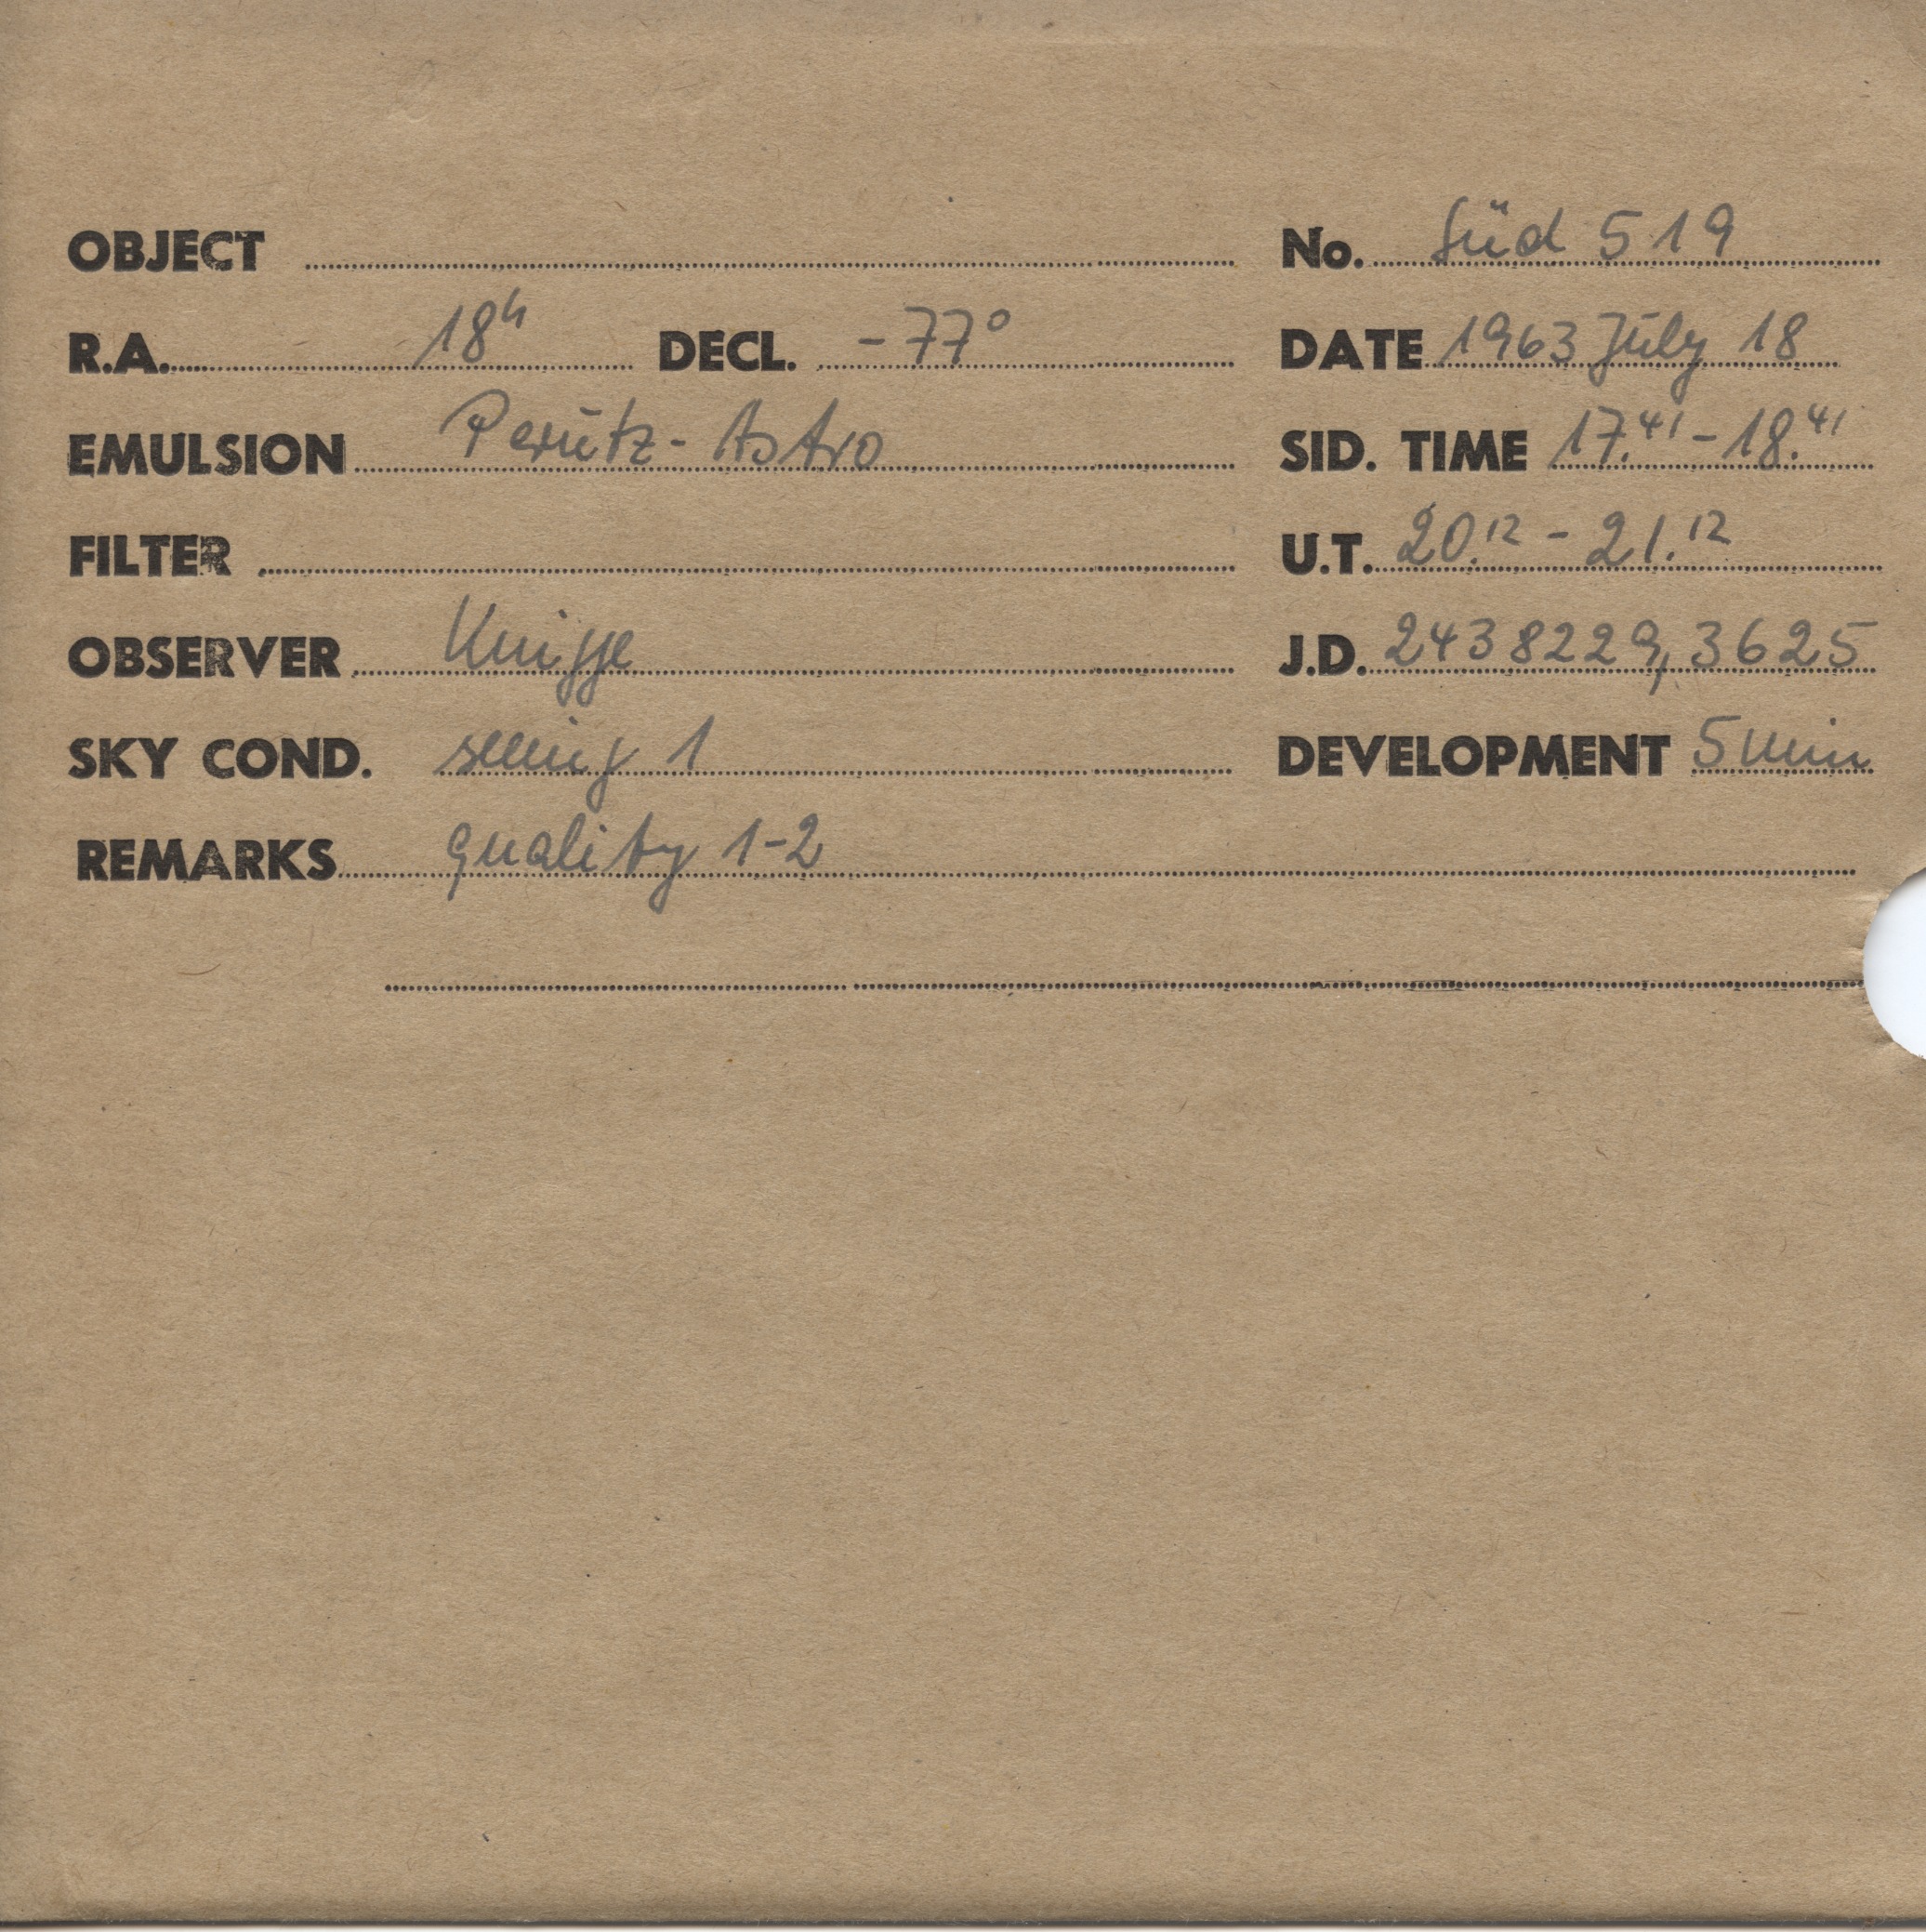 OBJECT No. Süd 519
R.A. 18h DECL. -77° DATE 1963 July 18
EMULSION Perutz-Astro SID. TIME 17.41 - 18.41
FILTER U.T. 20.12 - 21.12
OBSERVER Knigge J.D. 2438229,3625
SKY COND. seeing 1 DEVELOPMENT 5 min
REMARKS quality 1-2